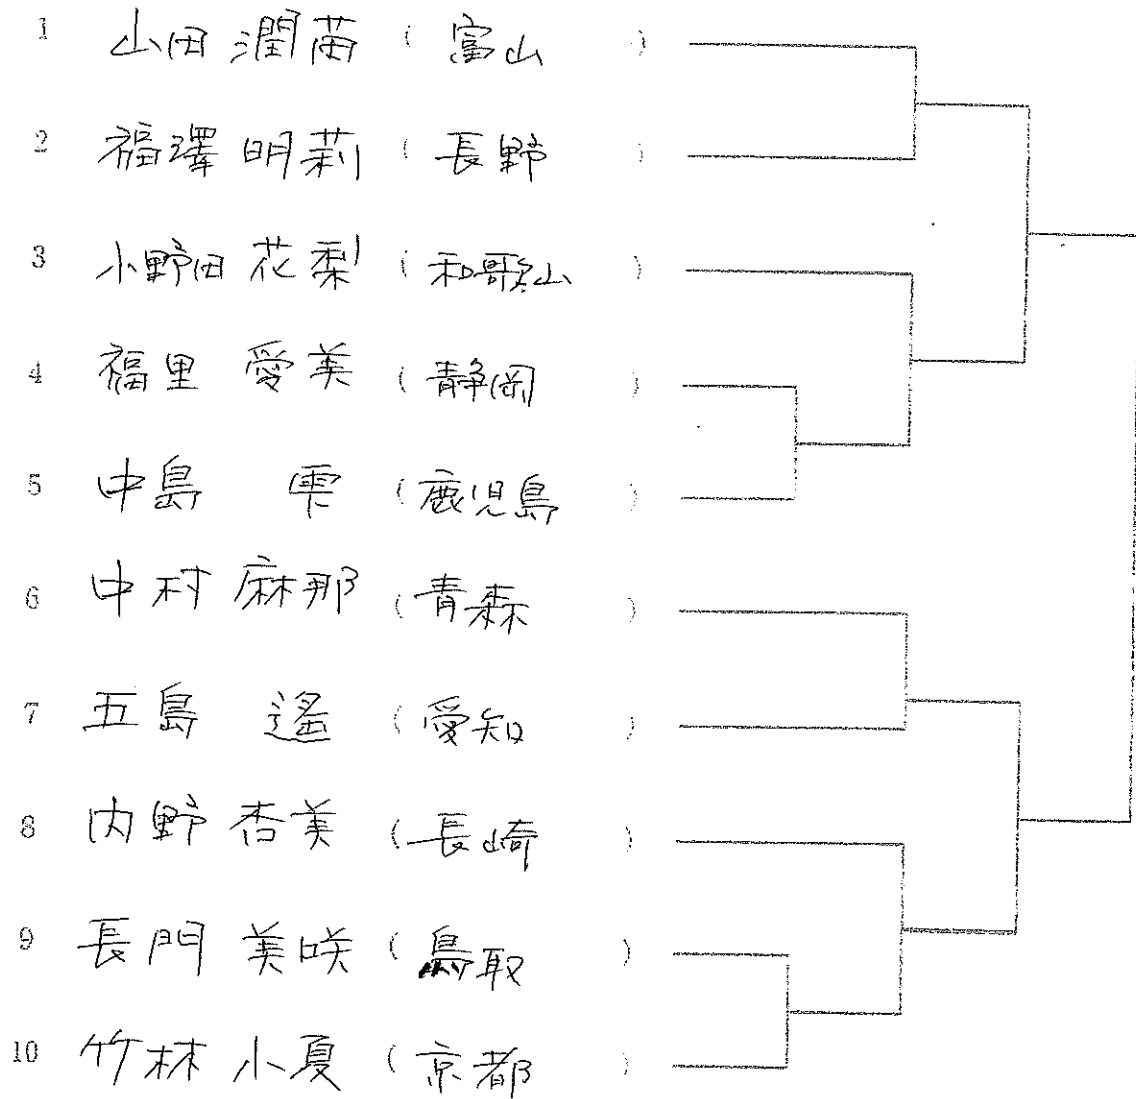 1 山田 潤苗 (富山)
2 福澤 明莉 (長野)
3 小野田 花梨 (和歌山)
4 福里 愛美 (静岡)
5 中島 雫 (鹿児島)
6 中村 麻那 (青森)
7 五島 遙 (愛知)
8 内野 杏美 (長崎)
9 長門 美咲 (鳥取)
10 竹林 小夏 (京都)